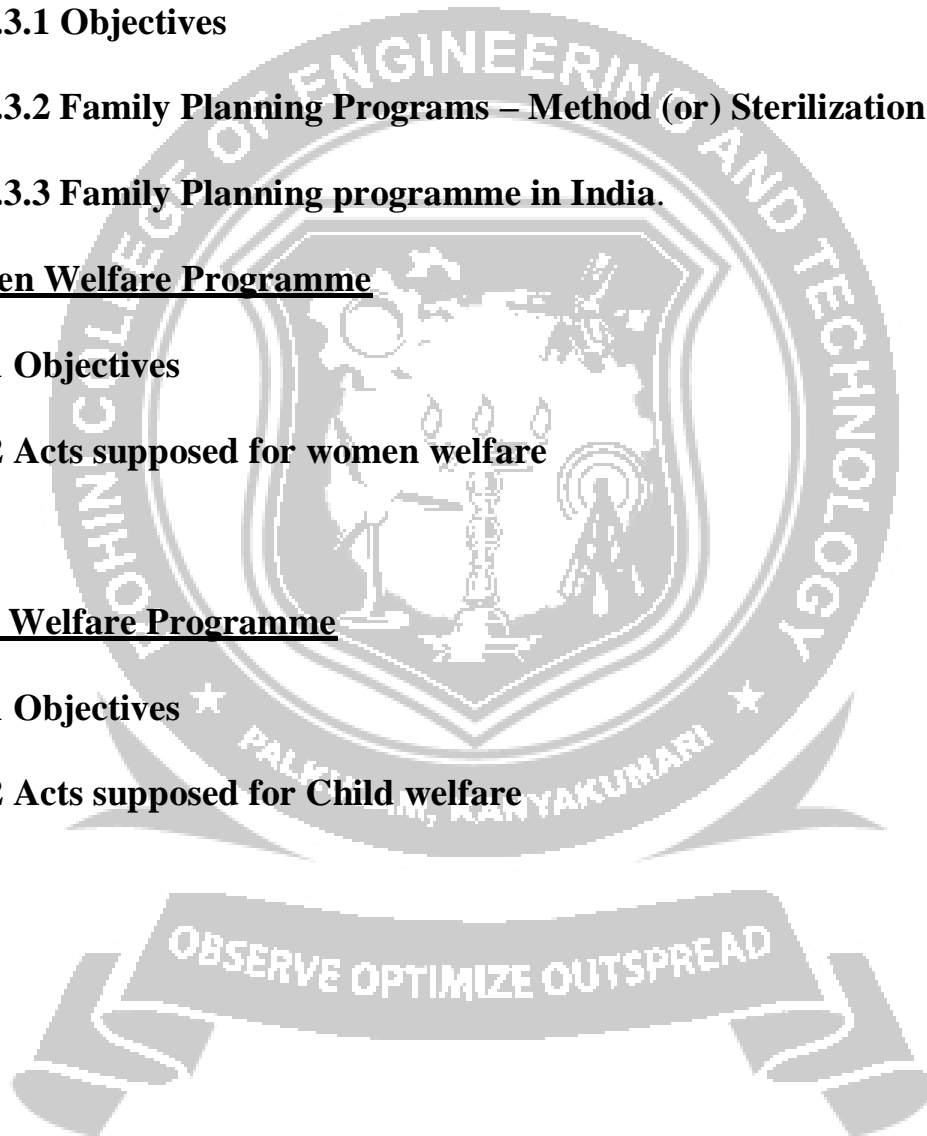 .3.1 Objectives
.3.2 Family Planning Programs – Method (or) Sterilization
.3.3 Family Planning programme in India.
en Welfare Programme
Objectives
2 Acts supposed for women welfare
Welfare Programme
Objectives
2 Acts supposed for Child welfare
COLLEGE OF ENGINEERING AND TECHNOLOGY
OBSERVE OPTIMIZE OUTSPREAD